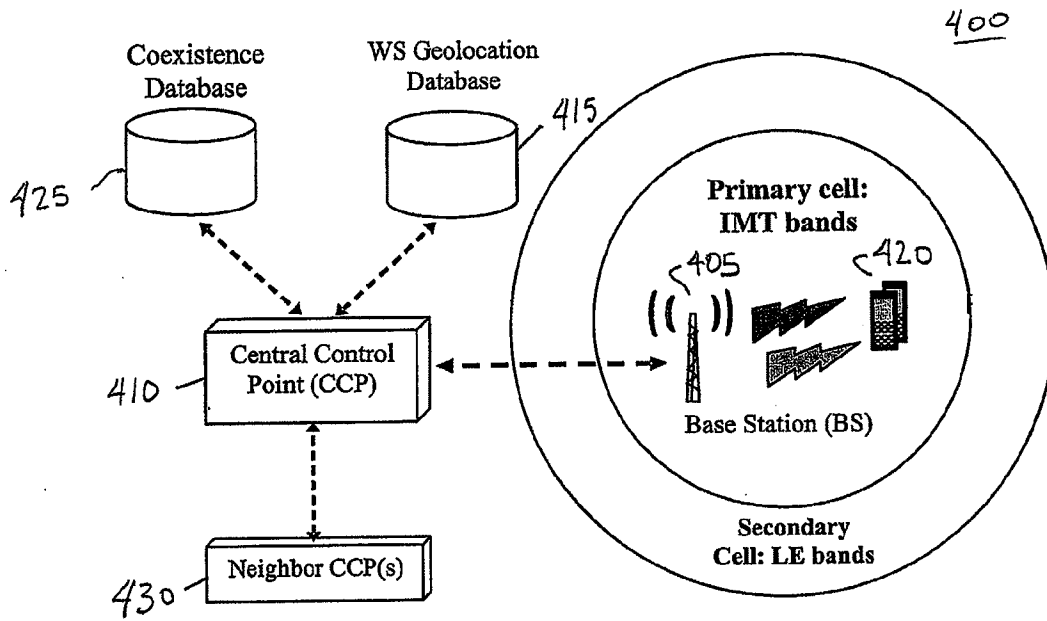 400
Coexistence
Database
WS Geolocation
Database
415
425
Primary cell:
IMT bands
405
420
Central Control
Point (CCP)
410
Base Station (BS)
Secondary
Cell: LE bands
Neighbor CCP(s)
430